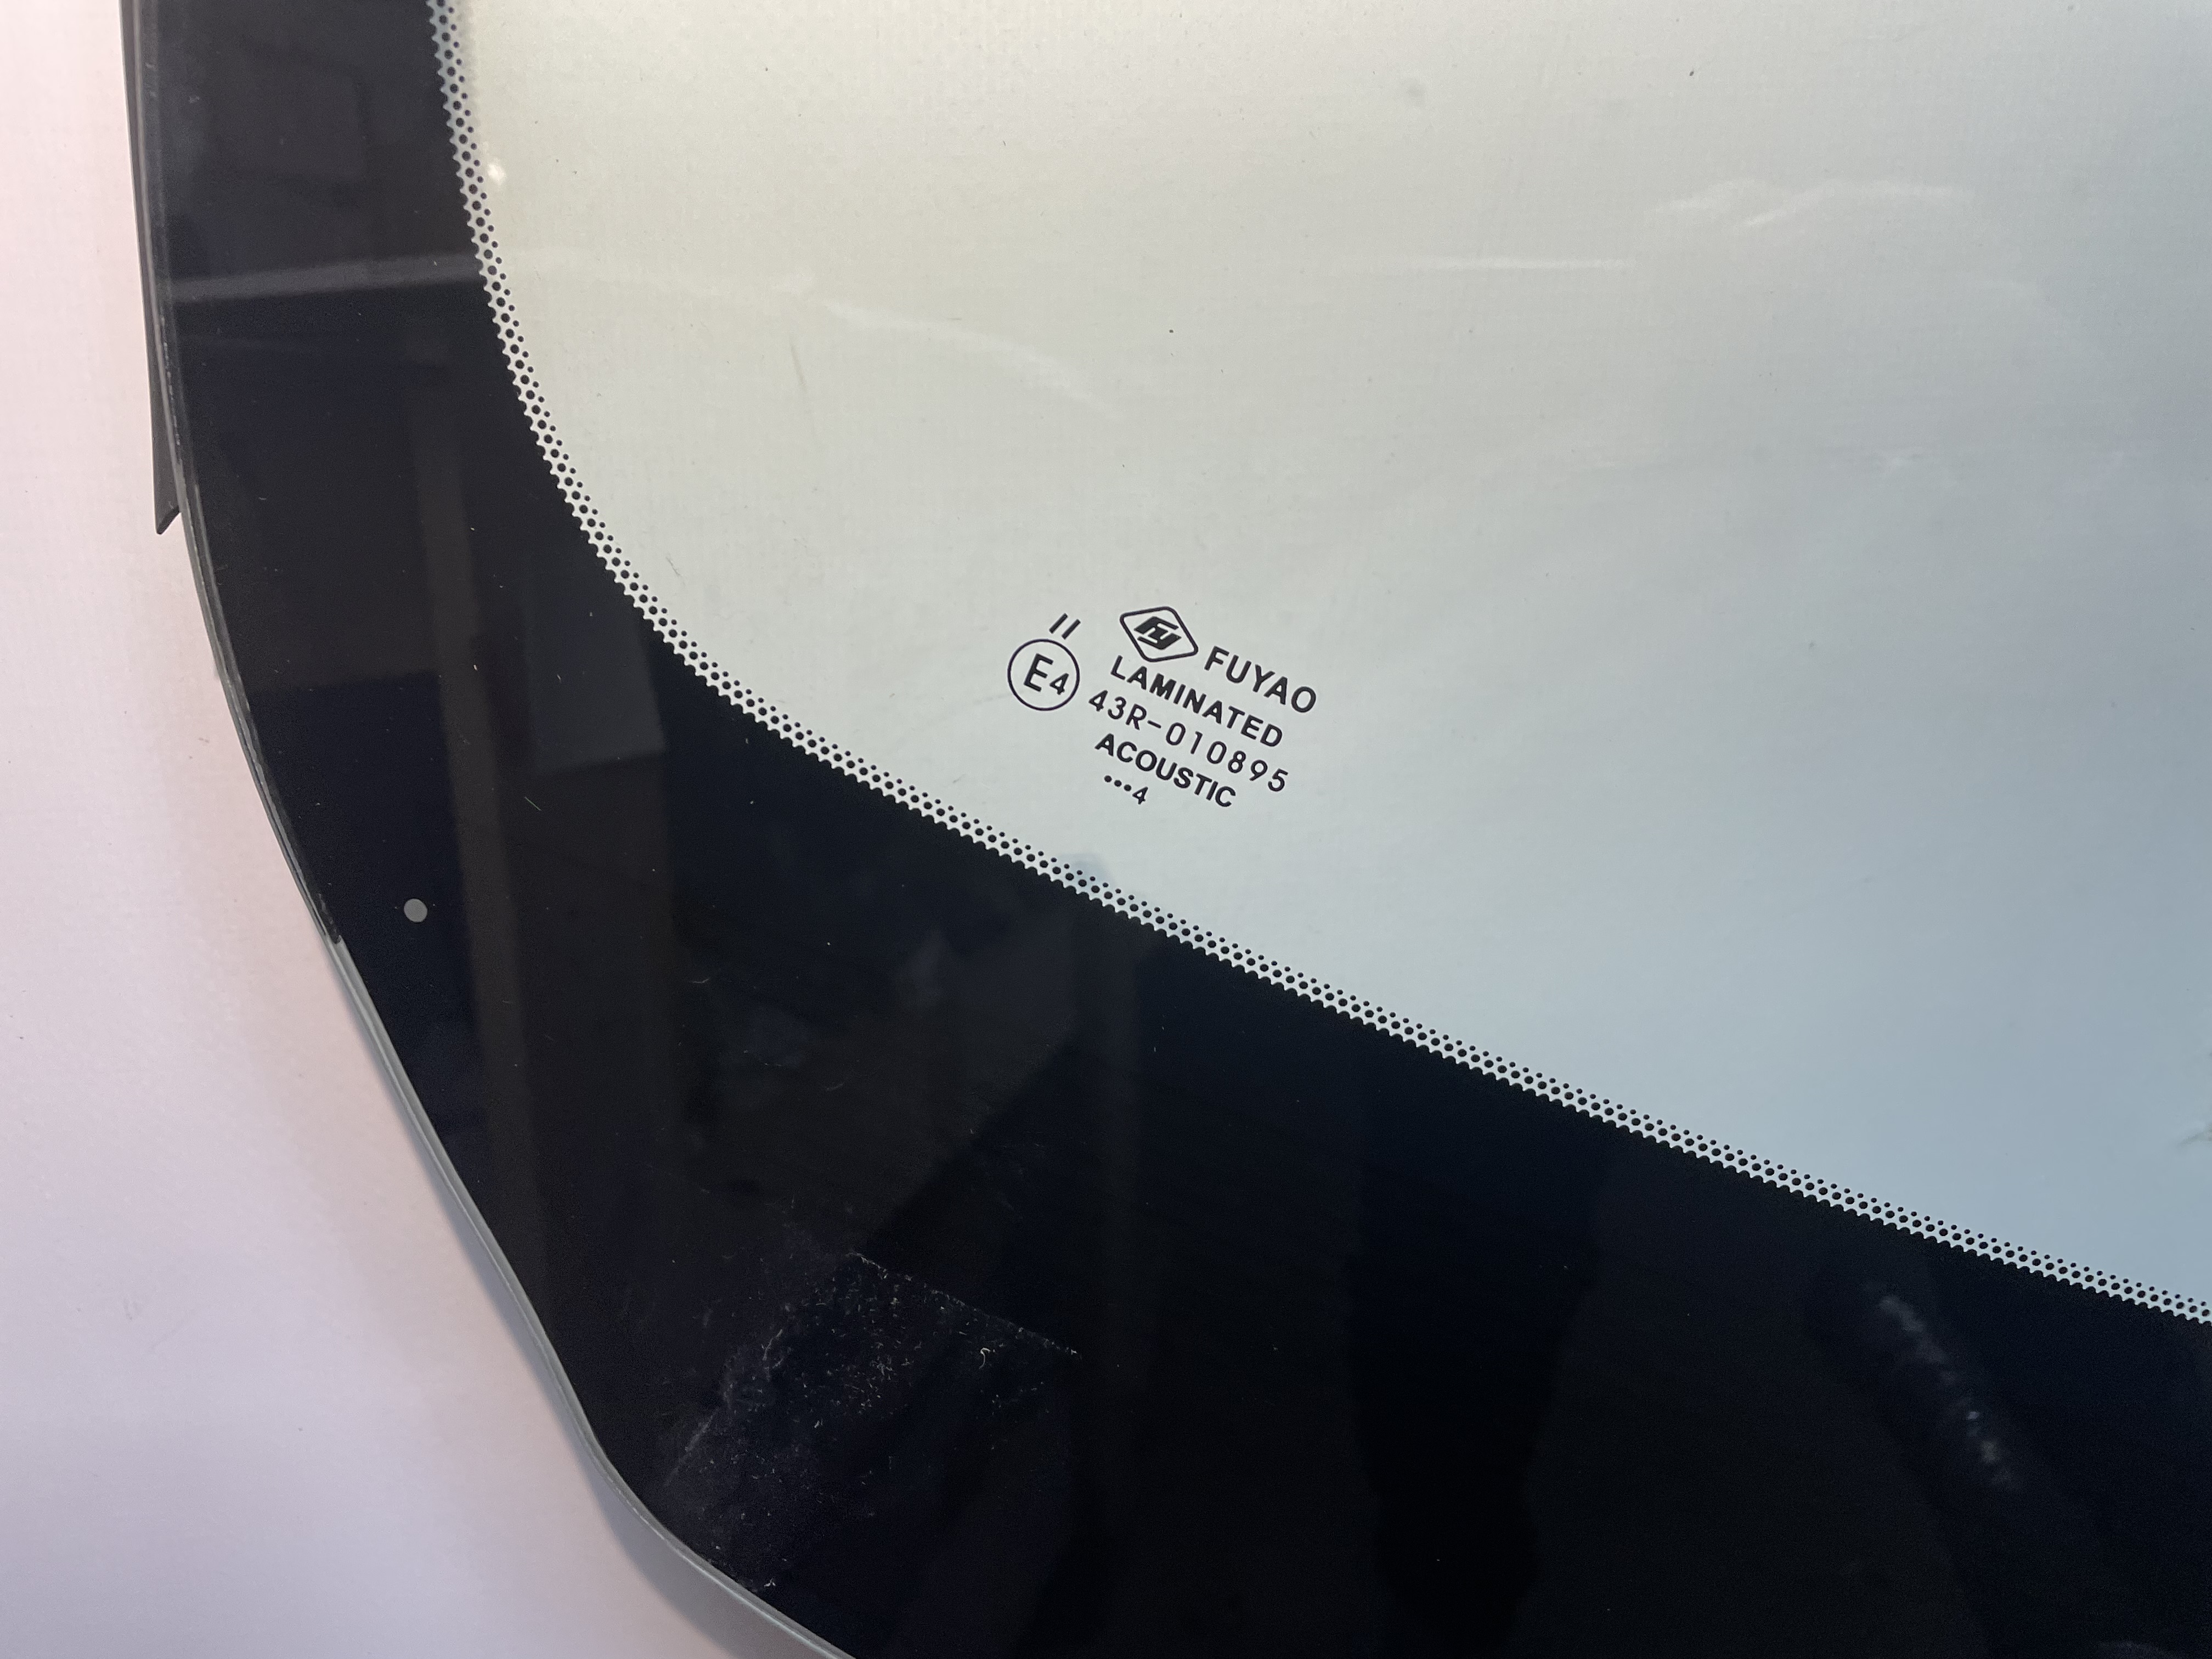 FUYAO
II
LAMINATED
E4 43R-010895
ACOUSTIC
•••4